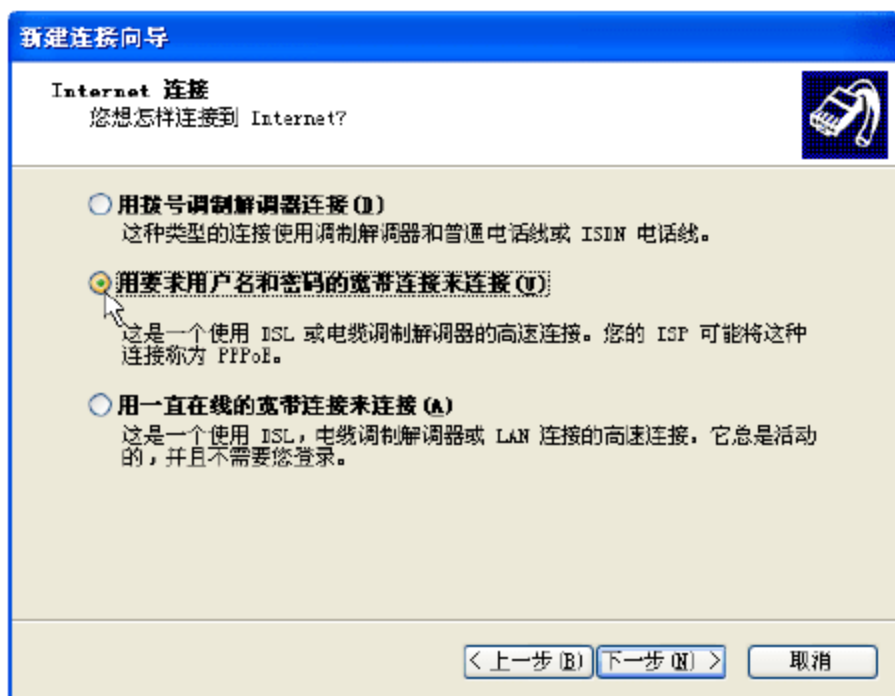 新建连接向导
Internet 连接
您想怎样连接到 Internet?
用拨号调制解调器连接(D)
这种类型的连接使用调制解调器和普通电话线或 ISDN 电话线。
用要求用户名和密码的宽带连接来连接(U)
这是一个使用 DSL 或电缆调制解调器的高速连接。您的 ISP 可能将这种
连接称为 PPPoE。
用一直在线的宽带连接来连接(A)
这是一个使用 DSL，电缆调制解调器或 LAN 连接的高速连接。它总是活动
的，并且不需要您登录。
< 上一步(B) 下一步(N) > 取消